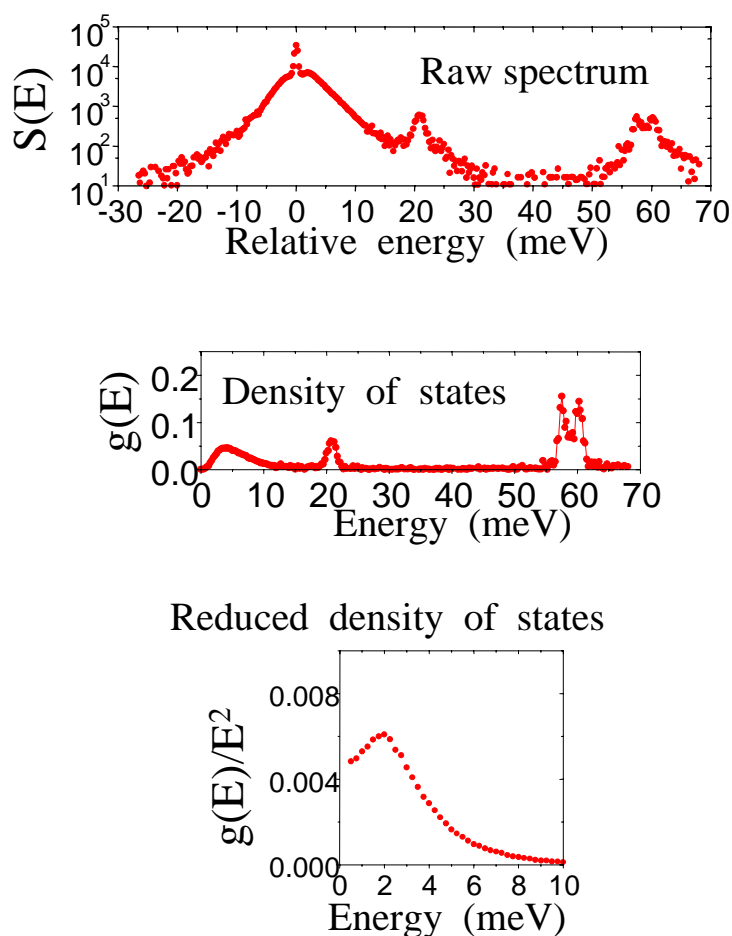 10^5
10^4
10^3
10^2
10^1
S(E)
Raw spectrum
-30 -20 -10 0 10 20 30 40 50 60 70
Relative energy (meV)
0.2
0.1
0.0
g(E)
Density of states
0 10 20 30 40 50 60 70
Energy (meV)
Reduced density of states
0.008
0.004
0.000
g(E)/E^2
0 2 4 6 8 10
Energy (meV)